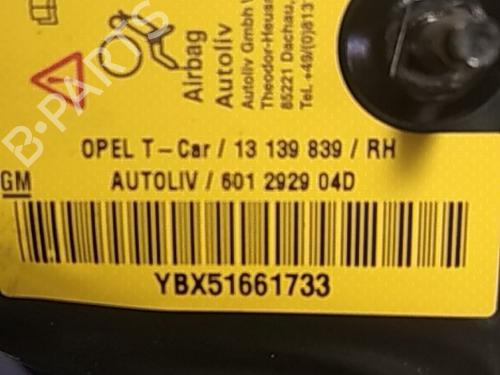 Airbag
Autoliv
Autoliv GmbH
Theodor-Heuss
85221 Dachau,
Tel. +49/(0)813
OPEL T-Car / 13 139 839 / RH
GM
AUTOLIV / 601 2929 04D
YBX51661733
B-Parts